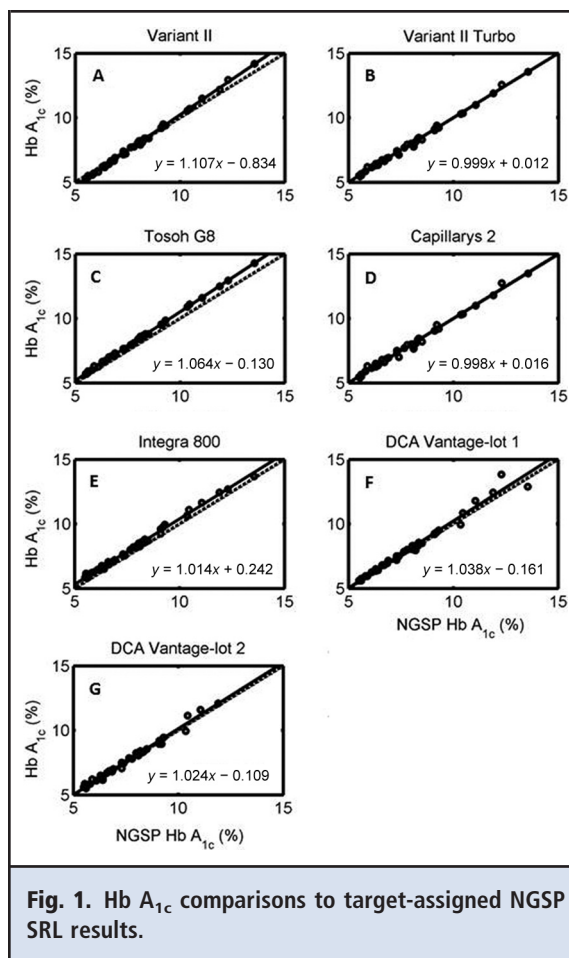 Variant II
Variant II Turbo
15
10
5
Hb A1c (%)
A
y = 1.107x − 0.834
5
10
15
15
10
5
B
y = 0.999x + 0.012
5
10
15
Tosoh G8
Capillarys 2
15
10
5
Hb A1c (%)
C
y = 1.064x − 0.130
5
10
15
15
10
5
D
y = 0.998x + 0.016
5
10
15
Integra 800
DCA Vantage-lot 1
15
10
5
Hb A1c (%)
E
y = 1.014x + 0.242
5
10
15
15
10
5
F
y = 1.038x − 0.161
5
10
15
NGSP Hb A1c (%)
DCA Vantage-lot 2
15
10
5
Hb A1c (%)
G
y = 1.024x − 0.109
5
10
15
NGSP Hb A1c (%)
Fig. 1. Hb A1c comparisons to target-assigned NGSP
SRL results.